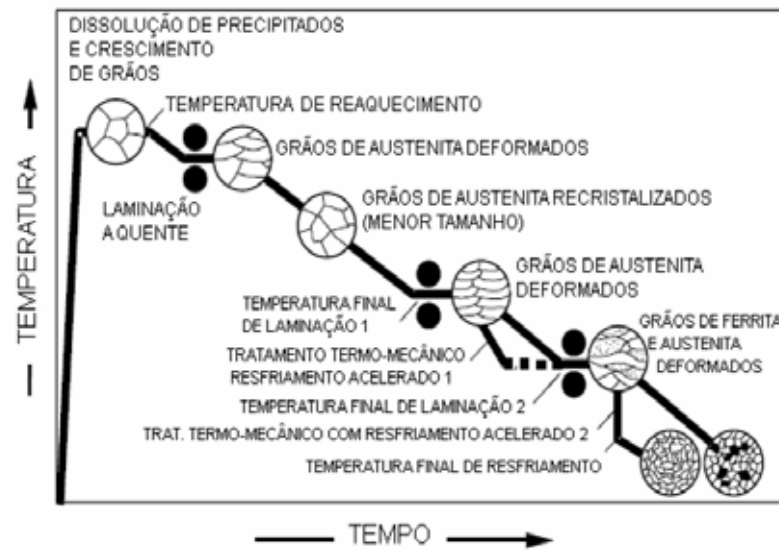 DISSOLUÇÃO DE PRECIPITADOS
E CRESCIMENTO
DE GRÃOS
TEMPERATURA DE REAQUECIMENTO
GRÃOS DE AUSTENITA DEFORMADOS
LAMINAÇÃO
A QUENTE
GRÃOS DE AUSTENITA RECRISTALIZADOS
(MENOR TAMANHO)
GRÃOS DE AUSTENITA
DEFORMADOS
TEMPERATURA FINAL
DE LAMINAÇÃO 1
GRÃOS DE FERRITA
E AUSTENITA
DEFORMADOS
TRATAMENTO TERMO-MECÂNICO
RESFRIAMENTO ACELERADO 1
TEMPERATURA FINAL DE LAMINAÇÃO 2
TRAT. TERMO-MECÂNICO COM RESFRIAMENTO ACELERADO 2
TEMPERATURA FINAL DE RESFRIAMENTO
TEMPERATURA
TEMPO